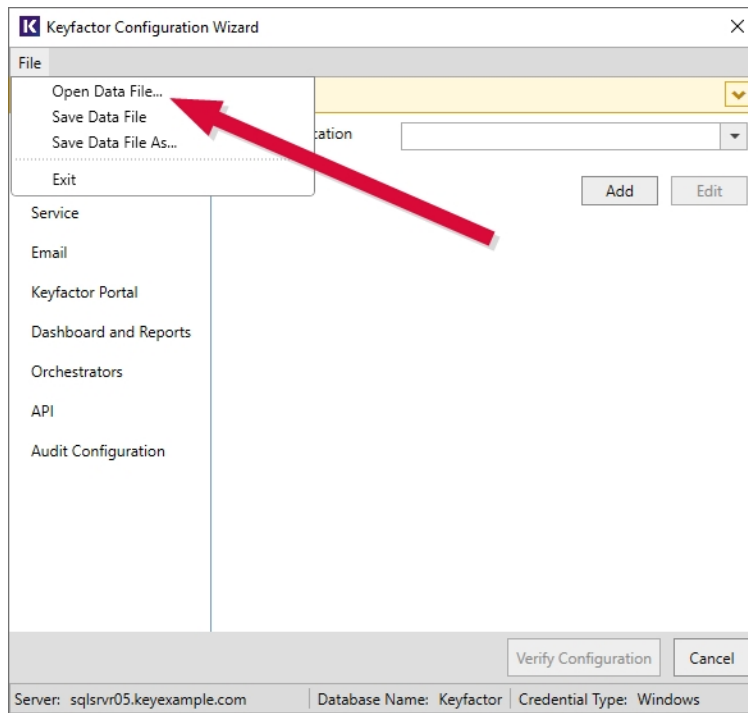 Keyfactor Configuration Wizard
File
Open Data File...
Save Data File
Save Data File As...
Exit
Add
Edit
Service
Email
Keyfactor Portal
Dashboard and Reports
Orchestrators
API
Audit Configuration
Verify Configuration
Cancel
Server: sqlsrvr05.keyexample.com Database Name: Keyfactor Credential Type: Windows